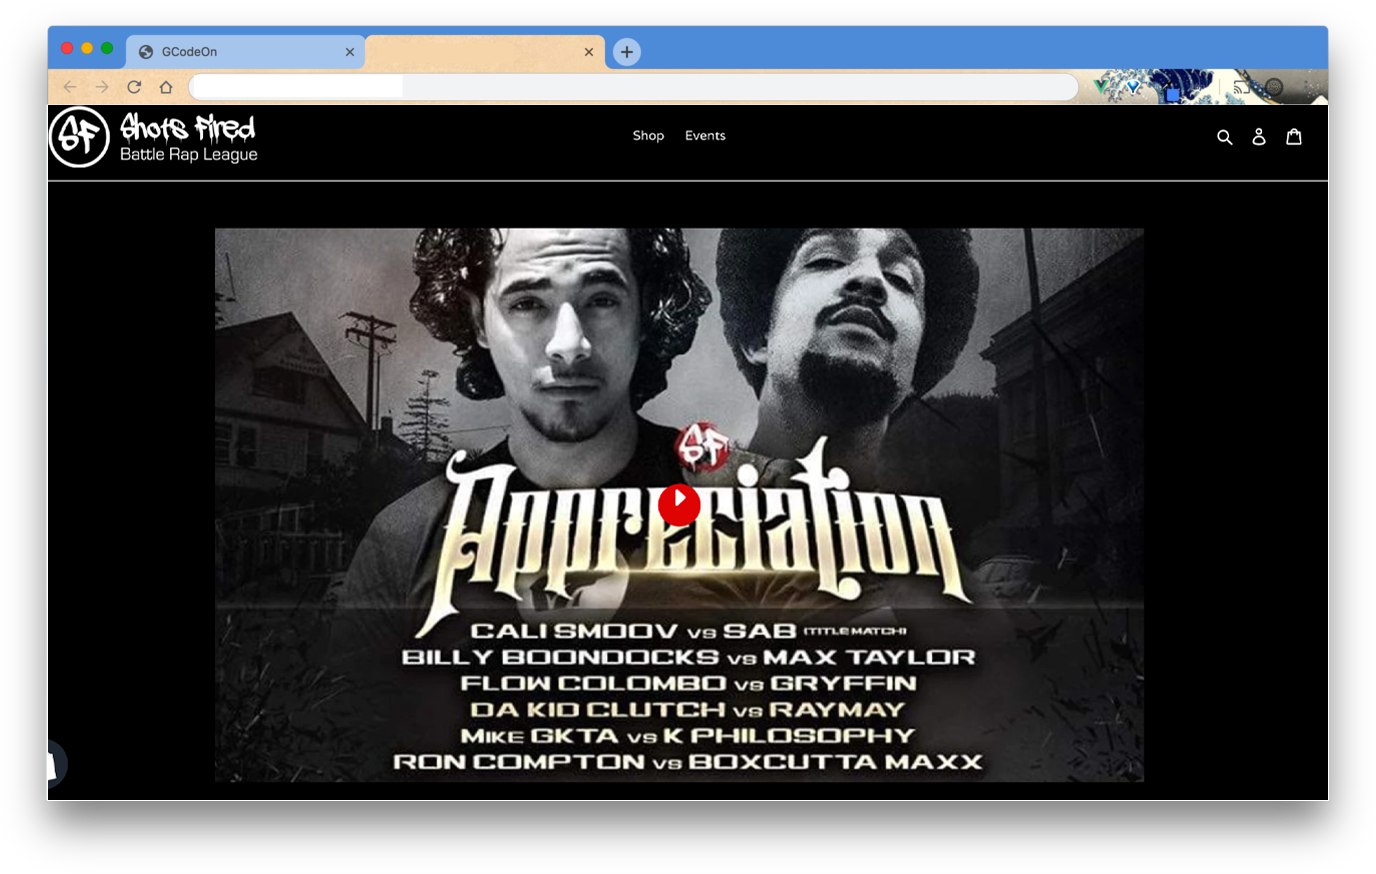 GCodeOn
SF
Shots Fired
Battle Rap League
Shop
Events
SF
Appreciation
CALI SMOOV VS SAB (TITLE MATCH)
BILLY BOONDOCKS VS MAX TAYLOR
FLOW COLOMBO VS GRYFFIN
DA KID CLUTCH VS RAYMAY
MIKE GKTA VS K PHILOSOPHY
RON COMPTON VS BOXCUTTA MAXX